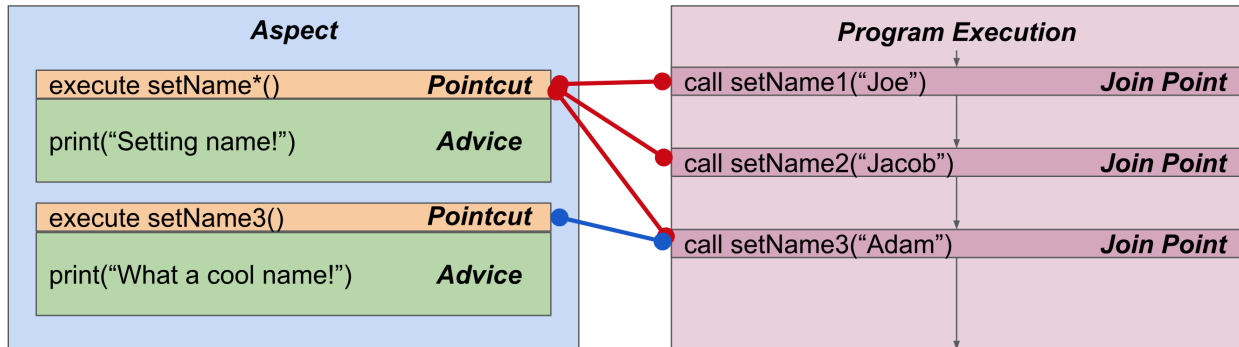 Aspect
execute setName*() Pointcut
print(“Setting name!”) Advice
execute setName3() Pointcut
print(“What a cool name!”) Advice
Program Execution
call setName1(“Joe”) Join Point
call setName2(“Jacob”) Join Point
call setName3(“Adam”) Join Point